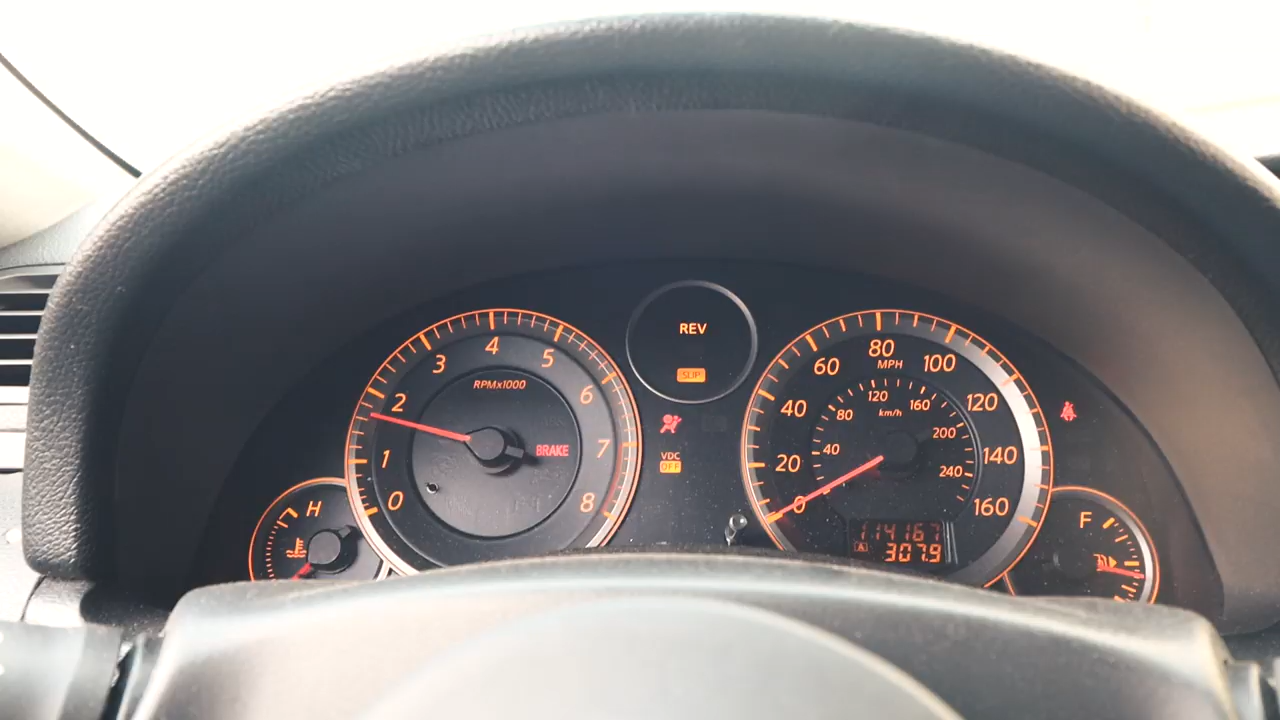 REV
SLIP
0 1 2 3 4 5 6 7 8
RPMx1000
BRAKE
VDC
OFF
0 20 40 60 80 100 120 140 160
MPH
40 80 120 160 200 240
km/h
114167
A 307.9
H
F